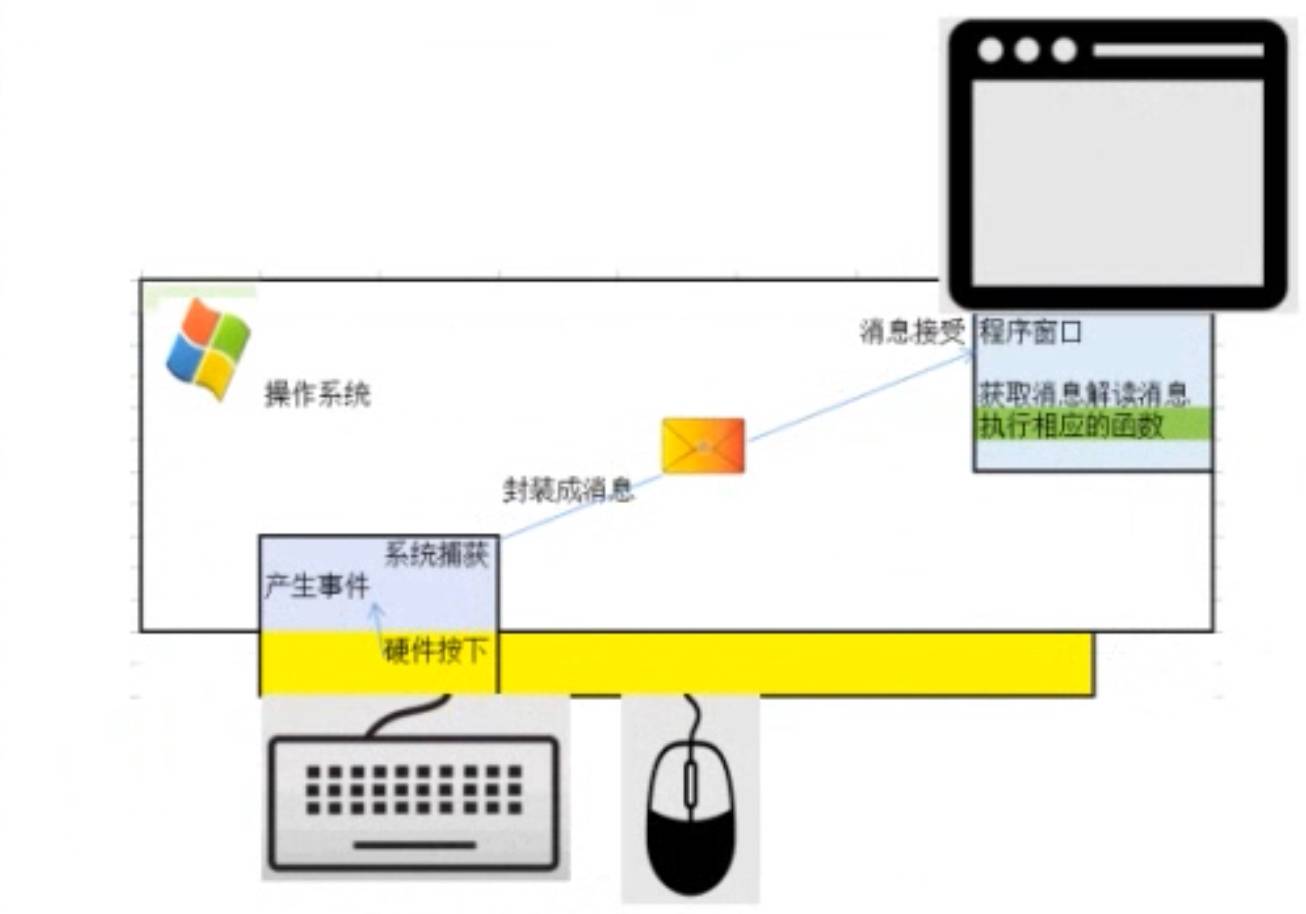 消息接受
程序窗口
操作系统
获取消息解读消息
执行相应的函数
封装成消息
系统捕获
产生事件
硬件按下